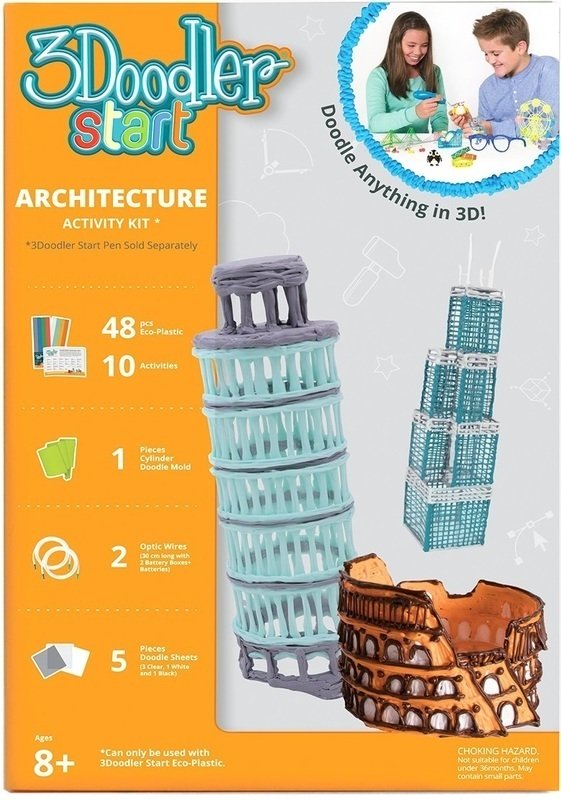 3Doodler
start
Doodle Anything in 3D!
ARCHITECTURE
ACTIVITY KIT *
*3Doodler Start Pen Sold Separately
48 pcs
Eco-Plastic
10 Activities
1 Pieces
Cylinder
Doodle Mold
2 Optic Wires
(30 cm long with
2 Battery Boxes+
Batteries)
5 Pieces
Doodle Sheets
(3 Clear, 1 White
and 1 Black)
Ages
8+
*Can only be used with
3Doodler Start Eco-Plastic.
CHOKING HAZARD.
Not suitable for children
under 36months. May
contain small parts.